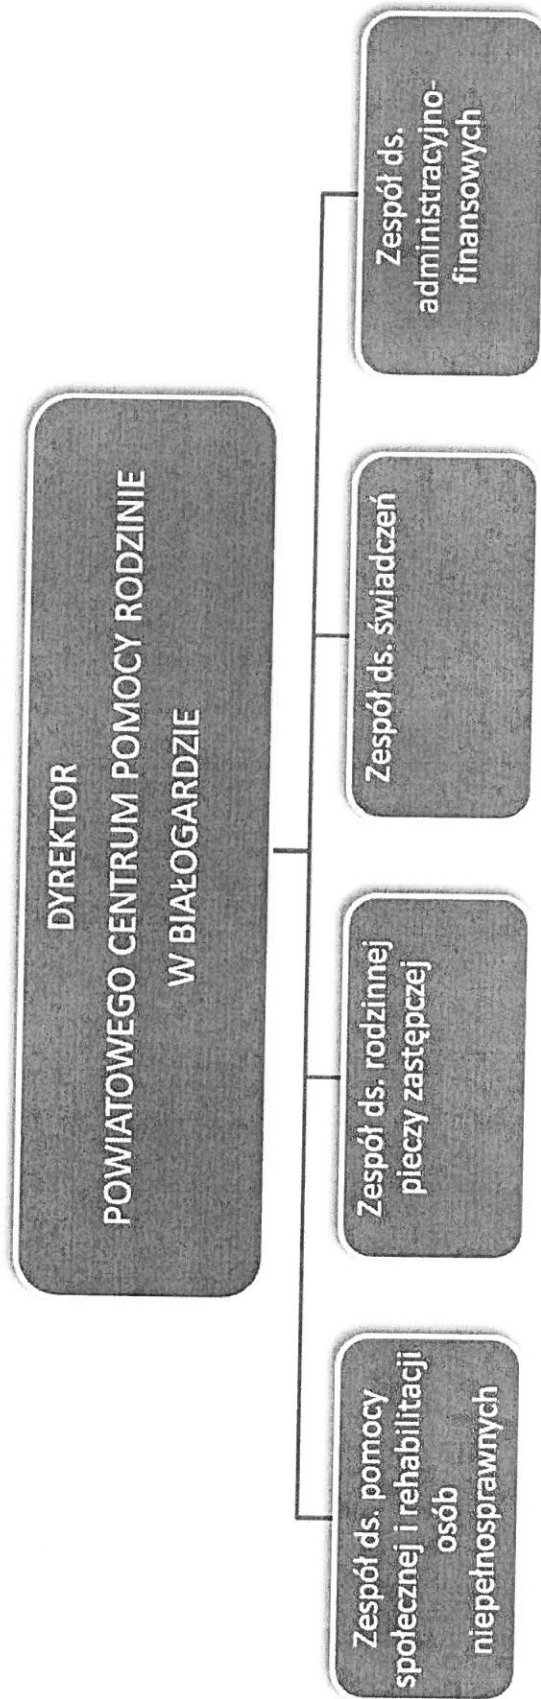 DYREKTOR
POWIATOWEGO CENTRUM POMOCY RODZINIE
W BIAŁOGARDZIE
Zespół ds. pomocy
społecznej i rehabilitacji
osób
niepełnosprawnych
Zespół ds. rodzinnej
pieczy zastępczej
Zespół ds. świadczeń
Zespół ds.
administracyjno-
finansowych